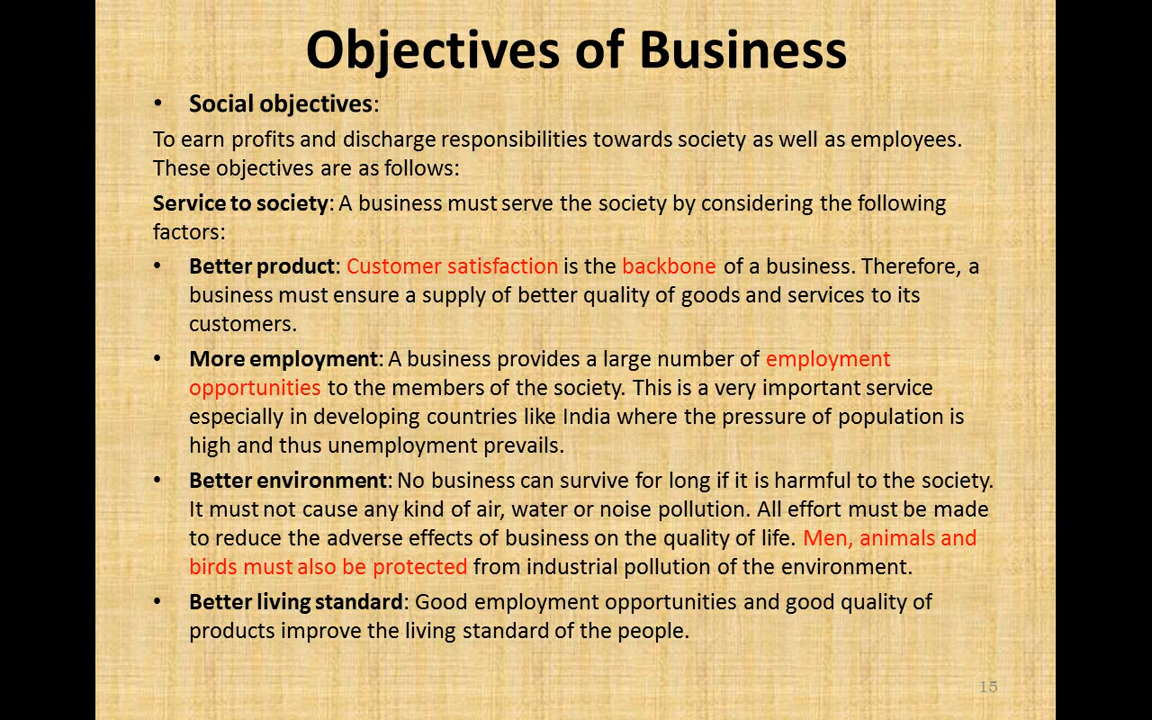 Objectives of Business
• Social objectives:
To earn profits and discharge responsibilities towards society as well as employees.
These objectives are as follows:
Service to society: A business must serve the society by considering the following
factors:
• Better product: Customer satisfaction is the backbone of a business. Therefore, a
business must ensure a supply of better quality of goods and services to its
customers.
• More employment: A business provides a large number of employment
opportunities to the members of the society. This is a very important service
especially in developing countries like India where the pressure of population is
high and thus unemployment prevails.
• Better environment: No business can survive for long if it is harmful to the society.
It must not cause any kind of air, water or noise pollution. All effort must be made
to reduce the adverse effects of business on the quality of life. Men, animals and
birds must also be protected from industrial pollution of the environment.
• Better living standard: Good employment opportunities and good quality of
products improve the living standard of the people.
15